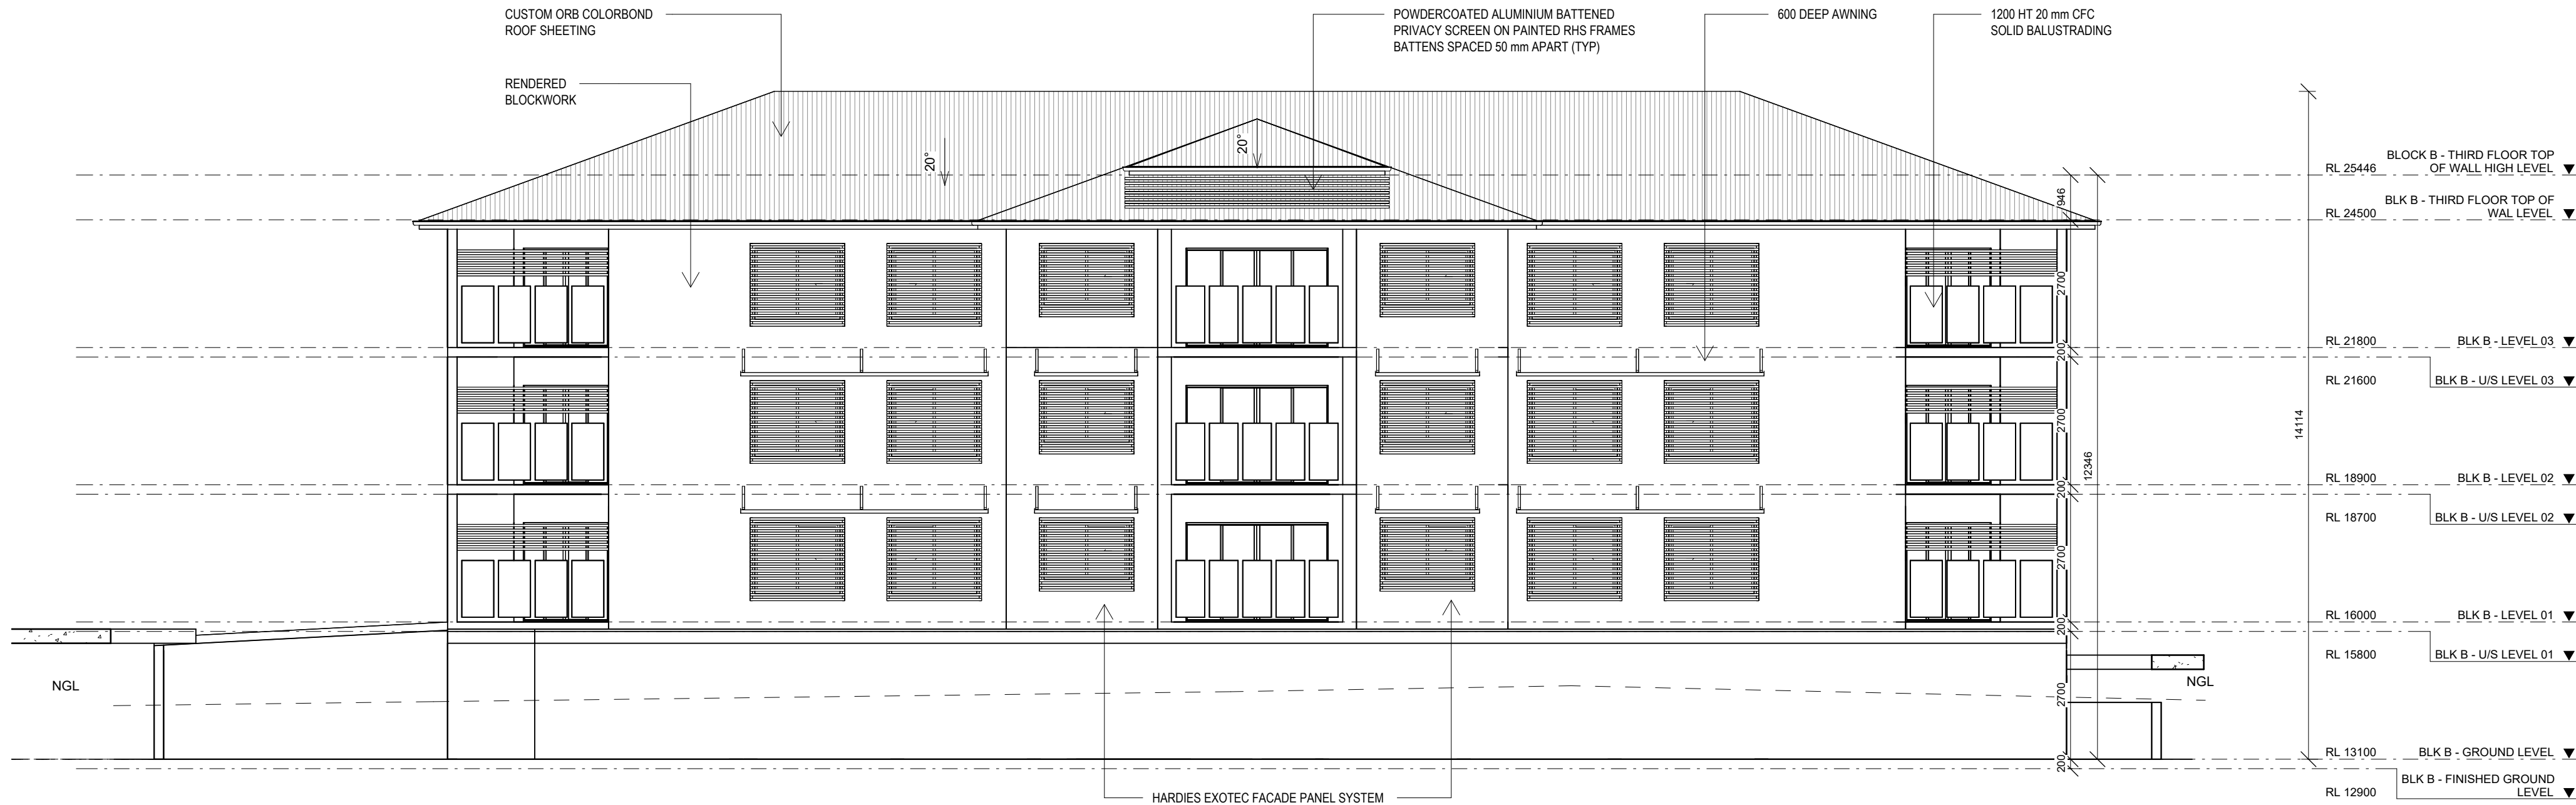 CUSTOM ORB COLORBOND
ROOF SHEETING
POWDERCOATED ALUMINIUM BATTENED
PRIVACY SCREEN ON PAINTED RHS FRAMES
BATTENS SPACED 50 mm APART (TYP)
600 DEEP AWNING
1200 HT 20 mm CFC
SOLID BALUSTRADING
RENDERED
BLOCKWORK
20°
20°
BLOCK B - THIRD FLOOR TOP
OF WALL HIGH LEVEL
RL 25446
946
BLK B - THIRD FLOOR TOP OF
WAL LEVEL
RL 24500
2700
RL 21800
BLK B - LEVEL 03
200
RL 21600
BLK B - U/S LEVEL 03
2700
14114
12346
RL 18900
BLK B - LEVEL 02
200
RL 18700
BLK B - U/S LEVEL 02
2700
RL 16000
BLK B - LEVEL 01
200
RL 15800
BLK B - U/S LEVEL 01
NGL
NGL
2700
RL 13100
BLK B - GROUND LEVEL
200
BLK B - FINISHED GROUND
LEVEL
RL 12900
HARDIES EXOTEC FACADE PANEL SYSTEM